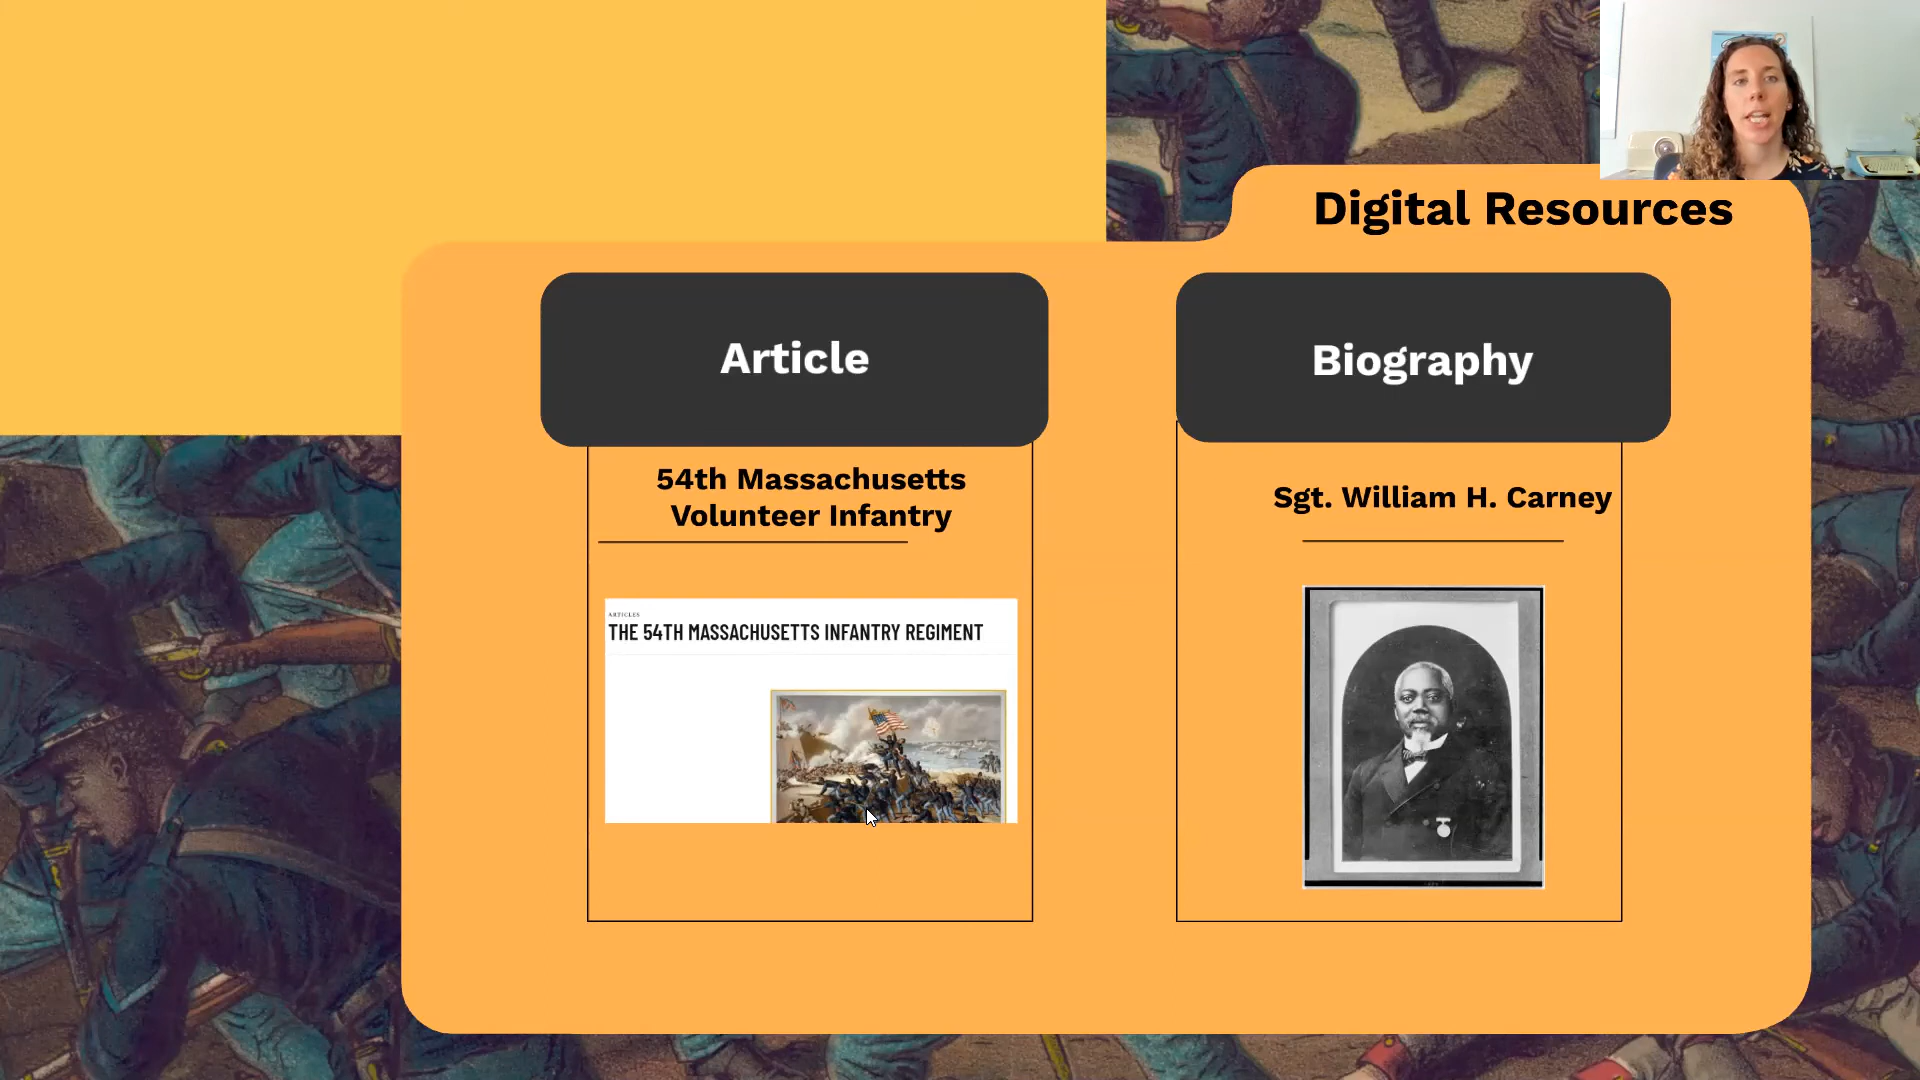 Digital Resources
Article
54th Massachusetts
Volunteer Infantry
ARTICLES
THE 54TH MASSACHUSETTS INFANTRY REGIMENT
Biography
Sgt. William H. Carney